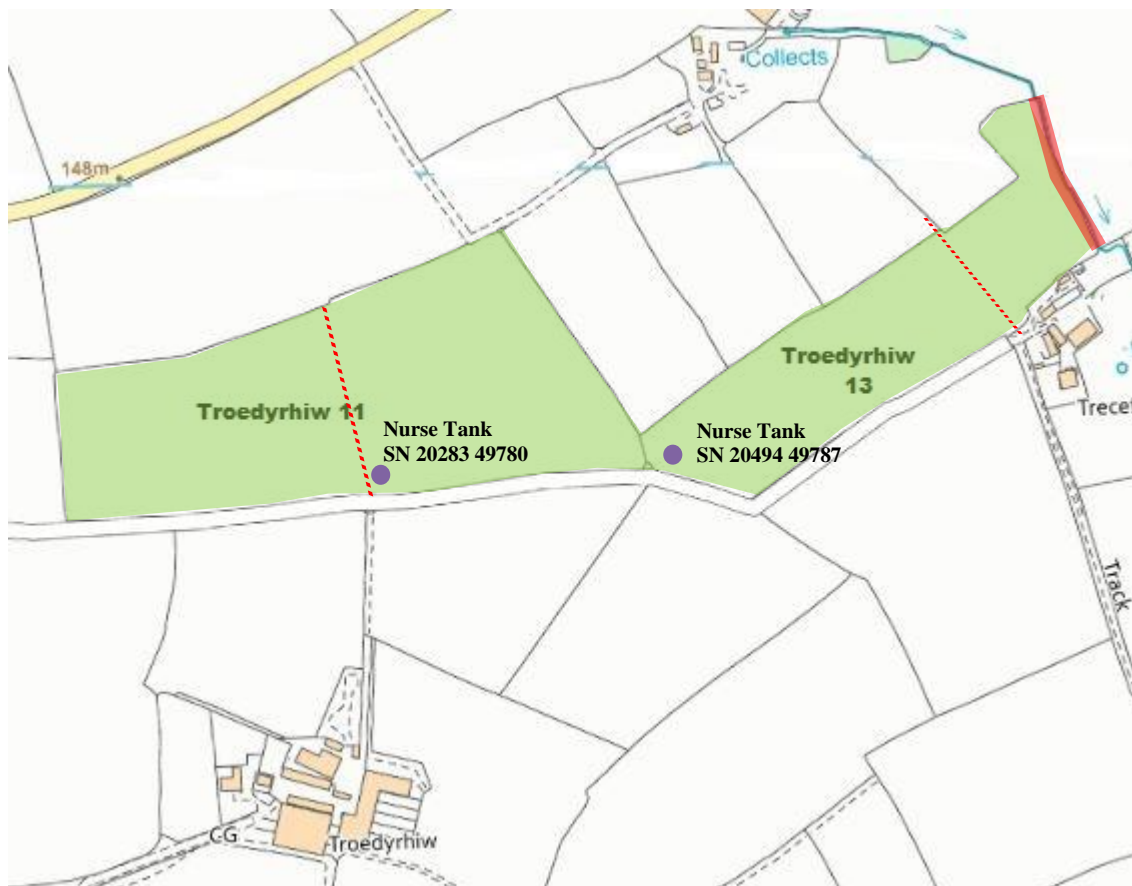 Collects
148m
Troedyrhiw 11
Troedyrhiw
13
Nurse Tank
SN 20283 49780
Nurse Tank
SN 20494 49787
Trecef
Track
CG
Troedyrhiw